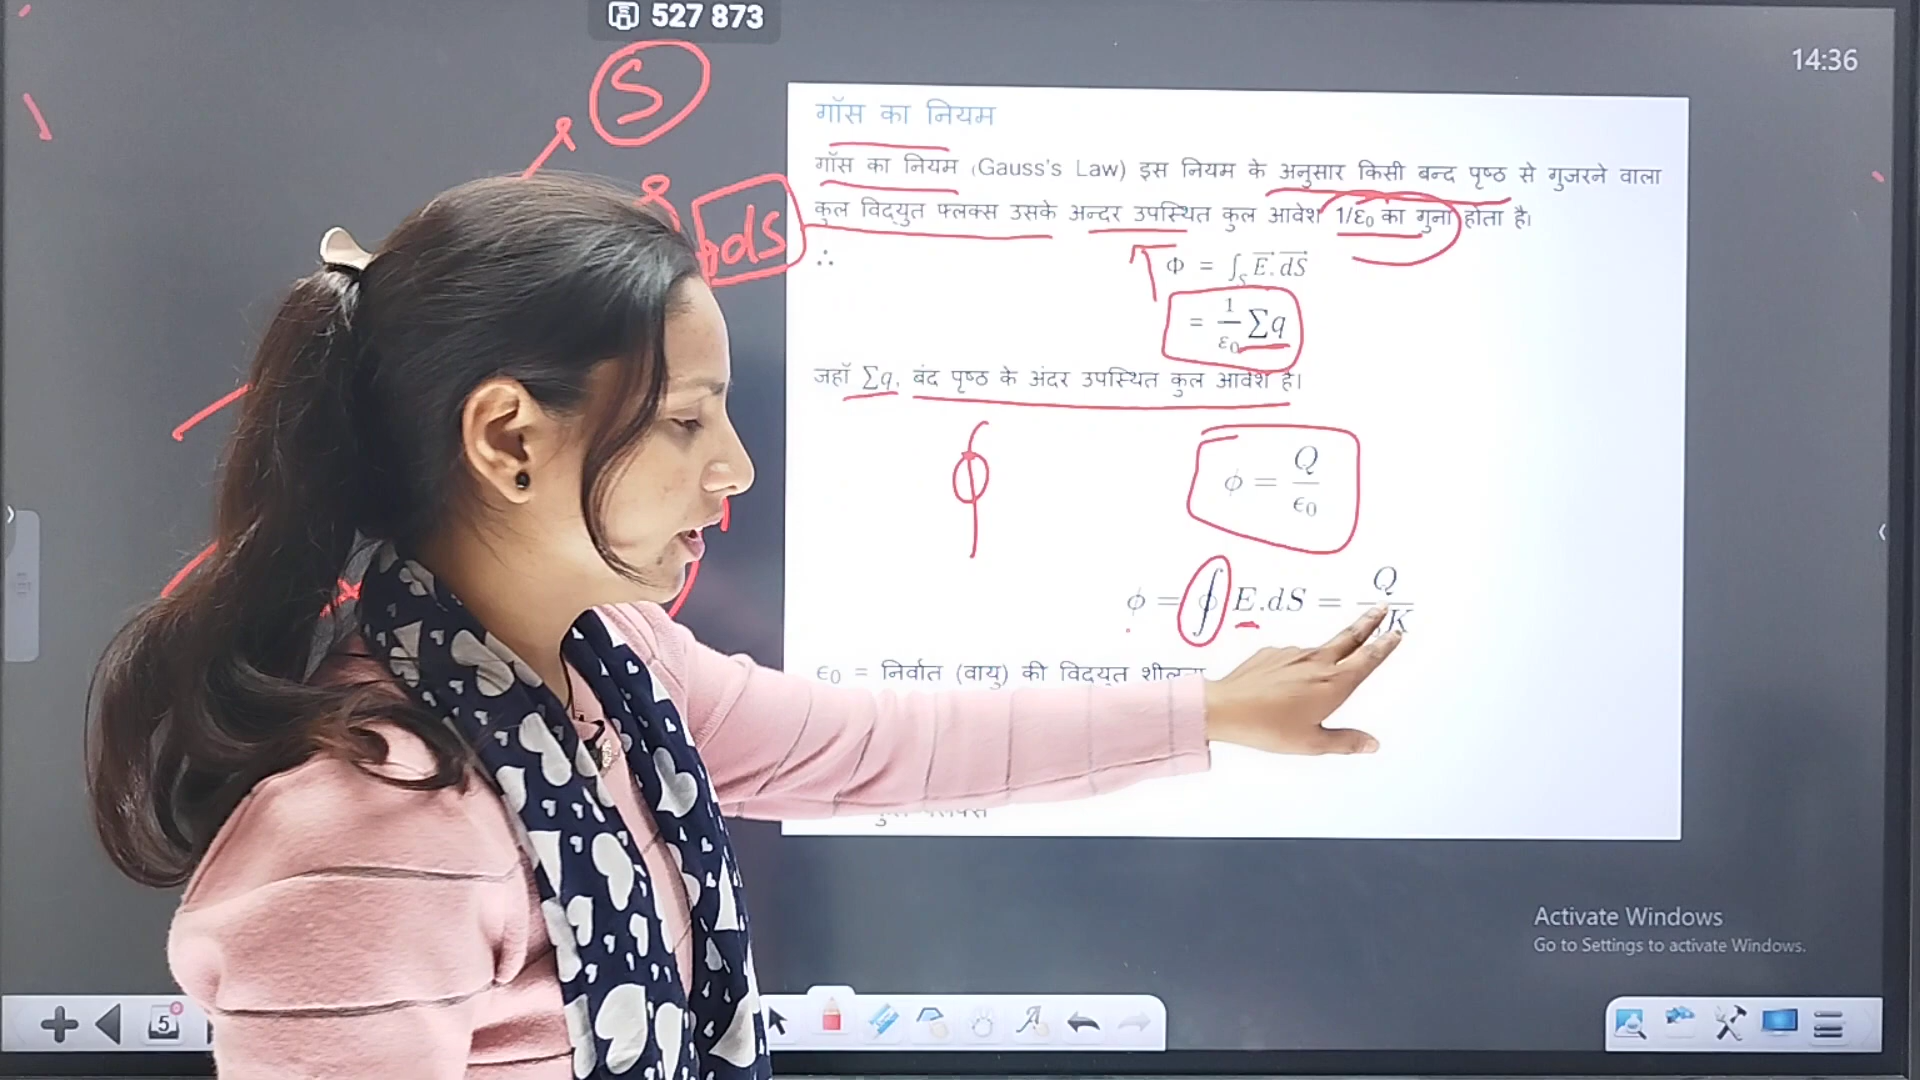 527 873
14:36
S
ds
गॉस का नियम
गॉस का नियम (Gauss's Law) इस नियम के अनुसार किसी बन्द पृष्ठ से गुजरने वाला
कुल विद्युत फ्लक्स उसके अन्दर उपस्थित कुल आवेश 1/ε₀ का गुना होता है।
∴ Φ = ∫ₛ E⃗.dS⃗
= 1/ε₀ ∑q
जहाँ ∑q, बंद पृष्ठ के अंदर उपस्थित कुल आवेश है।
ϕ = Q/ϵ₀
ϕ = ∮ E.dS = Q/ K
ϵ₀ = निर्वात (वायु) की विद्युत शीलता
Activate Windows
Go to Settings to activate Windows.
5